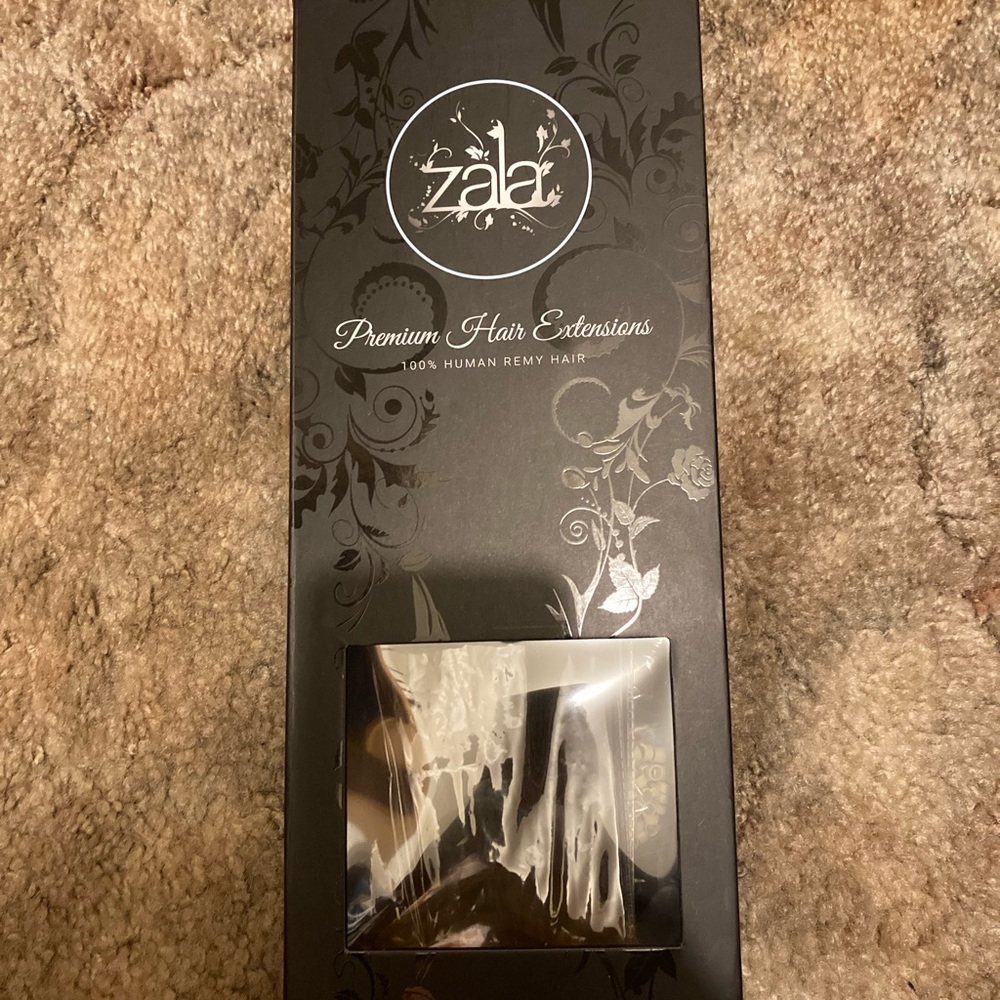 zala
Premium Hair Extensions
100% HUMAN REMY HAIR